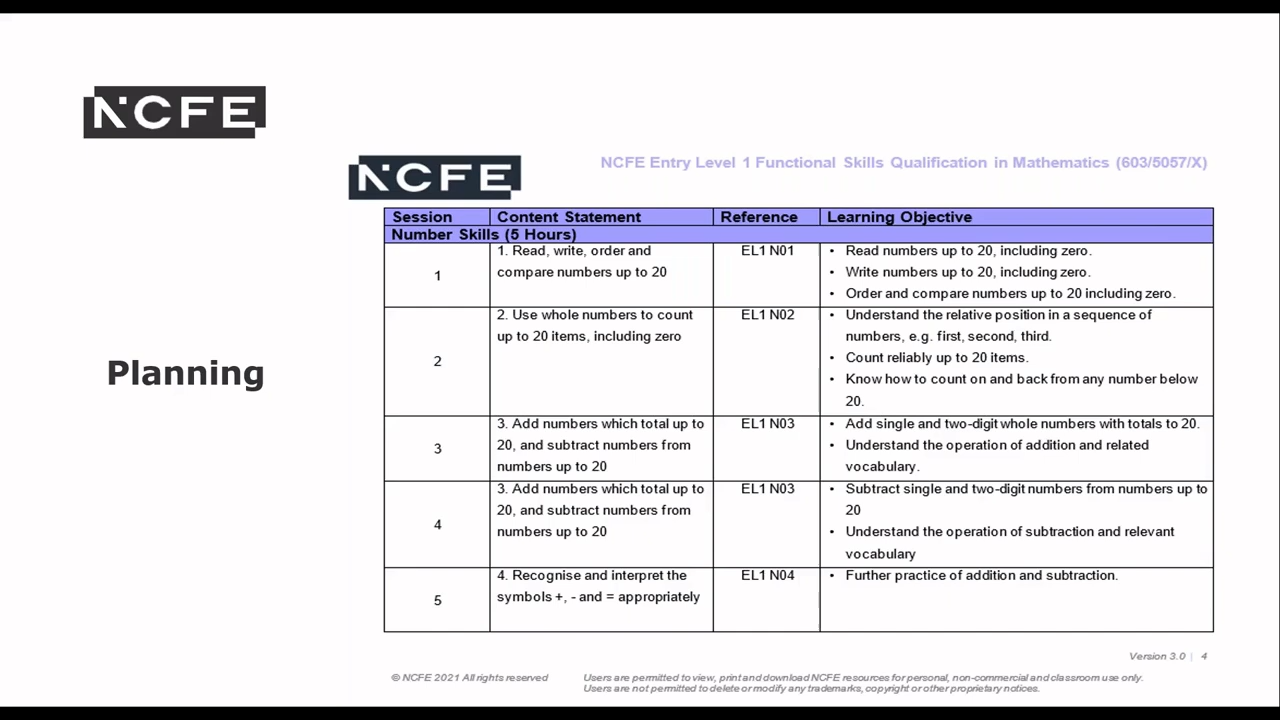 NCFE
NCFE
NCFE Entry Level 1 Functional Skills Qualification in Mathematics (603/5057/X)
Planning
Session Content Statement Reference Learning Objective
Number Skills (5 Hours)
1
1. Read, write, order and
compare numbers up to 20
EL1 N01
• Read numbers up to 20, including zero.
• Write numbers up to 20, including zero.
• Order and compare numbers up to 20 including zero.
2
2. Use whole numbers to count
up to 20 items, including zero
EL1 N02
• Understand the relative position in a sequence of
numbers, e.g. first, second, third.
• Count reliably up to 20 items.
• Know how to count on and back from any number below
20.
3
3. Add numbers which total up to
20, and subtract numbers from
numbers up to 20
EL1 N03
• Add single and two-digit whole numbers with totals to 20.
• Understand the operation of addition and related
vocabulary.
4
3. Add numbers which total up to
20, and subtract numbers from
numbers up to 20
EL1 N03
• Subtract single and two-digit numbers from numbers up to
20
• Understand the operation of subtraction and relevant
vocabulary
5
4. Recognise and interpret the
symbols +, - and = appropriately
EL1 N04
• Further practice of addition and subtraction.
Version 3.0 | 4
© NCFE 2021 All rights reserved
Users are permitted to view, print and download NCFE resources for personal, non-commercial and classroom use only.
Users are not permitted to delete or modify any trademarks, copyright or other proprietary notices.